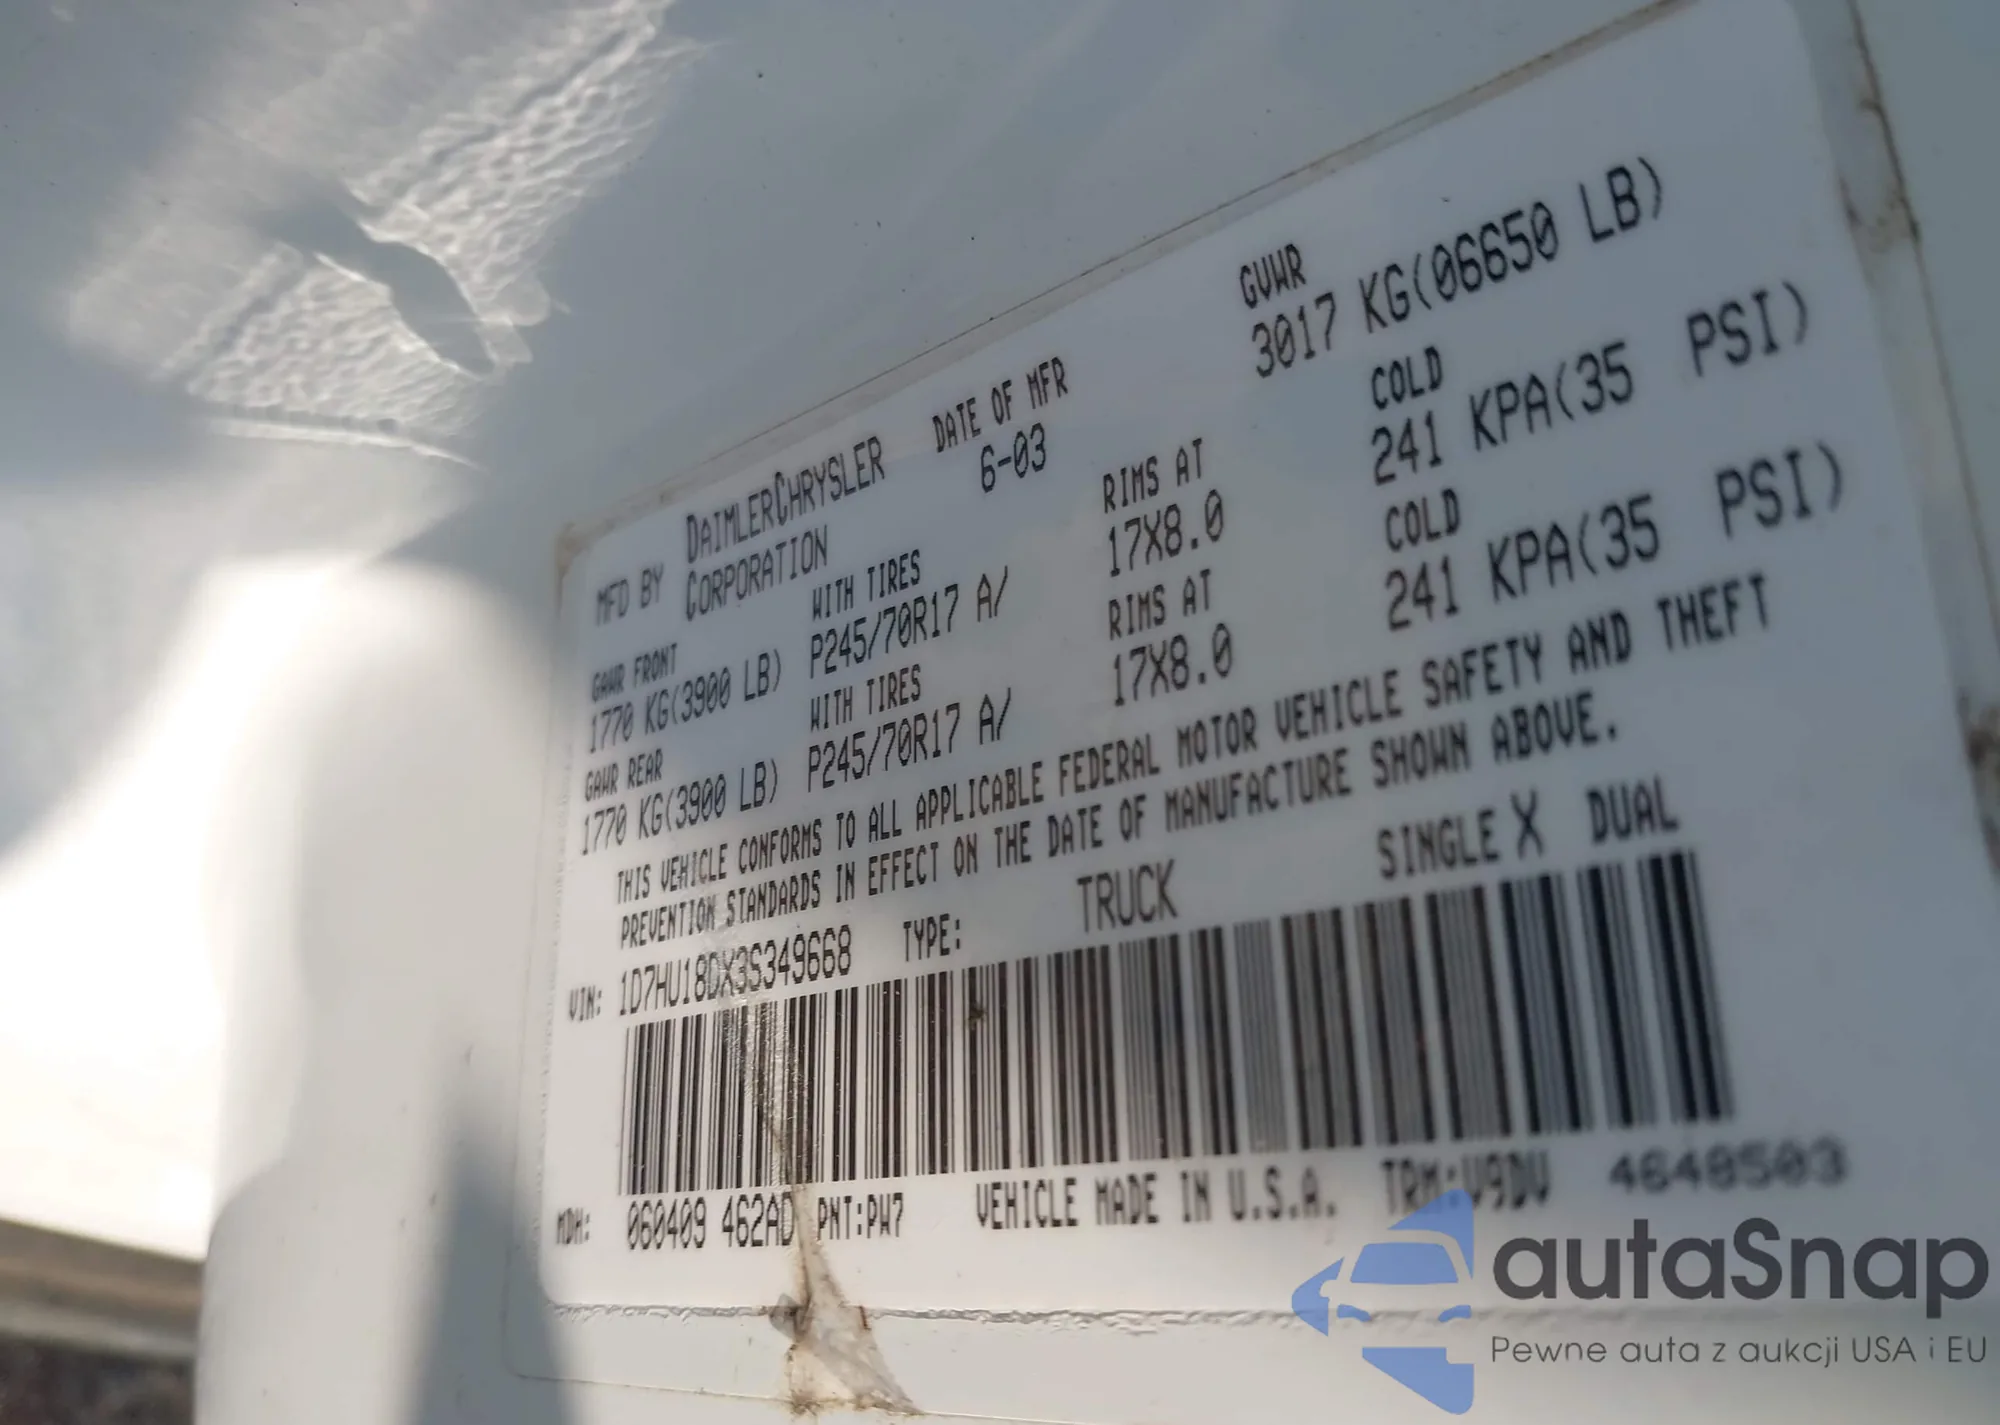 MFD BY DAIMLERCHRYSLER CORPORATION
DATE OF MFR
6-03
GVWR
3017 KG(06650 LB)
GAWR FRONT
1770 KG(3900 LB)
WITH TIRES
P245/70R17 A/
RIMS AT
17X8.0
COLD
241 KPA(35 PSI)
GAWR REAR
1770 KG(3900 LB)
WITH TIRES
P245/70R17 A/
RIMS AT
17X8.0
COLD
241 KPA(35 PSI)
THIS VEHICLE CONFORMS TO ALL APPLICABLE FEDERAL MOTOR VEHICLE SAFETY AND THEFT
PREVENTION STANDARDS IN EFFECT ON THE DATE OF MANUFACTURE SHOWN ABOVE.
VIN: 1D7HU18DX3S349668 TYPE: TRUCK SINGLE X DUAL
MDH: 060409 462AD PNT:PW7 VEHICLE MADE IN U.S.A. TRM:V9DV 4648503
autaSnap
Pewne auta z aukcji USA i EU